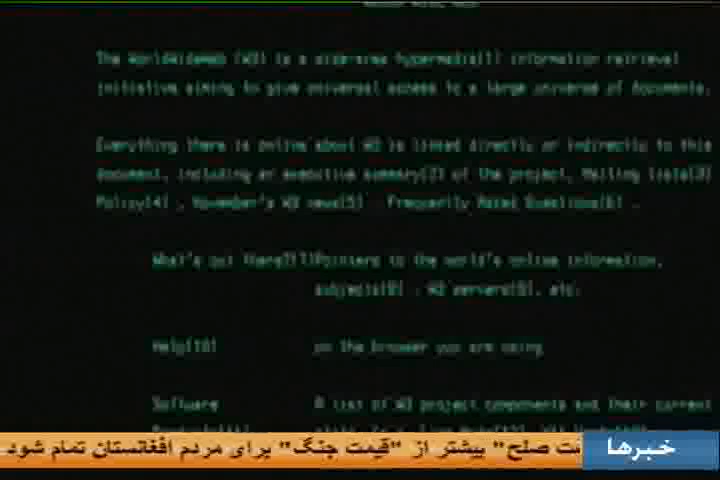 The WorldWideWeb (W3) is a wide-area hypermedia[1] information retrieval
initiative aiming to give universal access to a large universe of documents.
Everything there is online about W3 is linked directly or indirectly to this
document, including an executive summary[2] of the project, Mailing lists[3]
Policy[4] , November's W3 news[5] , Frequently Asked Questions[6] .
What's out there?[7]Pointers to the world's online information,
subjects[8] , W3 servers[9], etc.
Help[10] on the browser you are using
Software A list of W3 project components and their current
صلح" بیشتر از "قیمت جنگ" برای مردم افغانستان تمام شود
خبرها